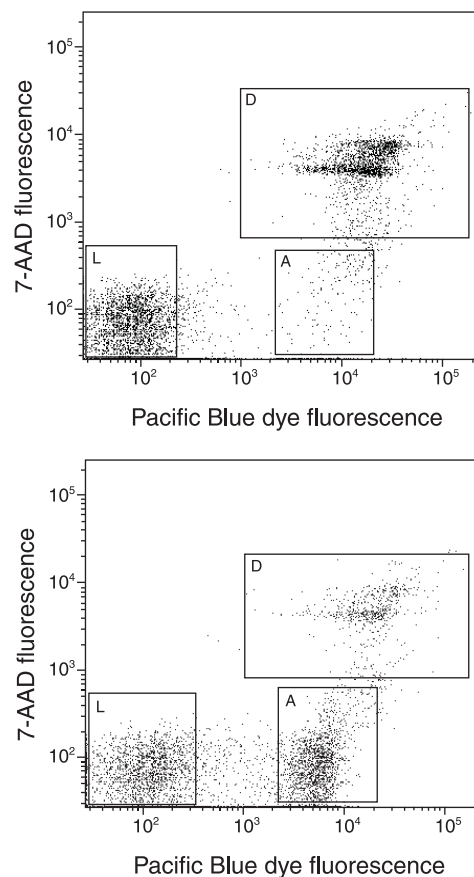 10⁵
D
10⁴
7-AAD fluorescence
10³
L
A
10²
10² 10³ 10⁴ 10⁵
Pacific Blue dye fluorescence
10⁵
D
10⁴
7-AAD fluorescence
10³
L
A
10²
10² 10³ 10⁴ 10⁵
Pacific Blue dye fluorescence